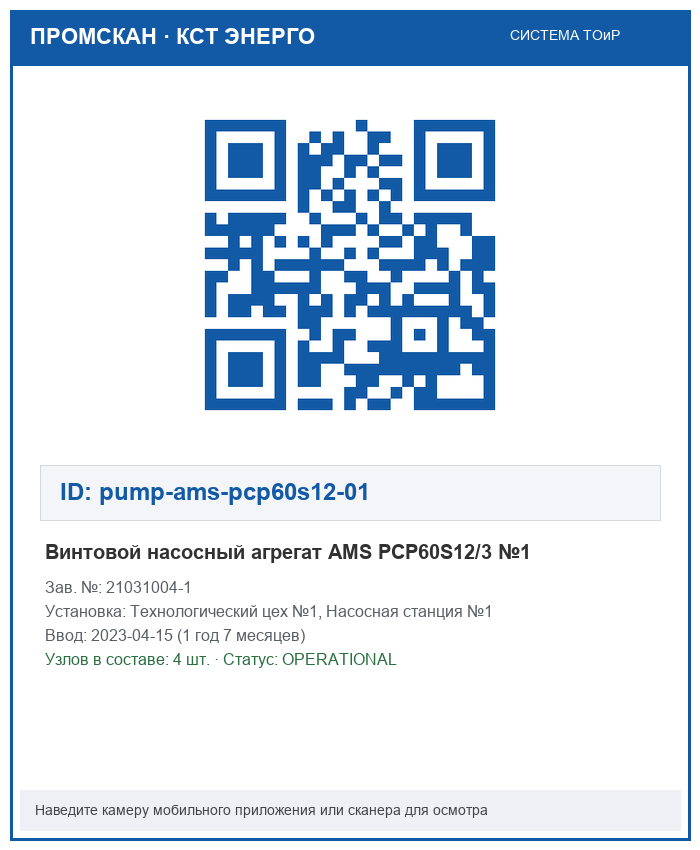 ПРОМСКАН · КСТ ЭНЕРГО
СИСТЕМА ТОиР
ID: pump-ams-pcp60s12-01
Винтовой насосный агрегат AMS PCP60S12/3 №1
Зав. №: 21031004-1
Установка: Технологический цех №1, Насосная станция №1
Ввод: 2023-04-15 (1 год 7 месяцев)
Узлов в составе: 4 шт. · Статус: OPERATIONAL
Наведите камеру мобильного приложения или сканера для осмотра